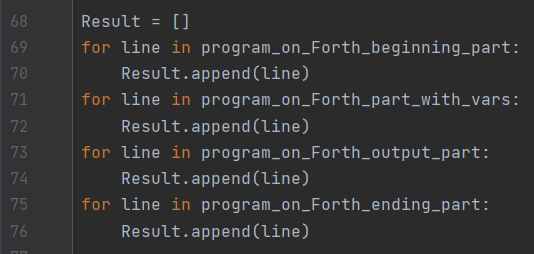 68 Result = []
69 for line in program_on_Forth_beginning_part:
70     Result.append(line)
71 for line in program_on_Forth_part_with_vars:
72     Result.append(line)
73 for line in program_on_Forth_output_part:
74     Result.append(line)
75 for line in program_on_Forth_ending_part:
76     Result.append(line)